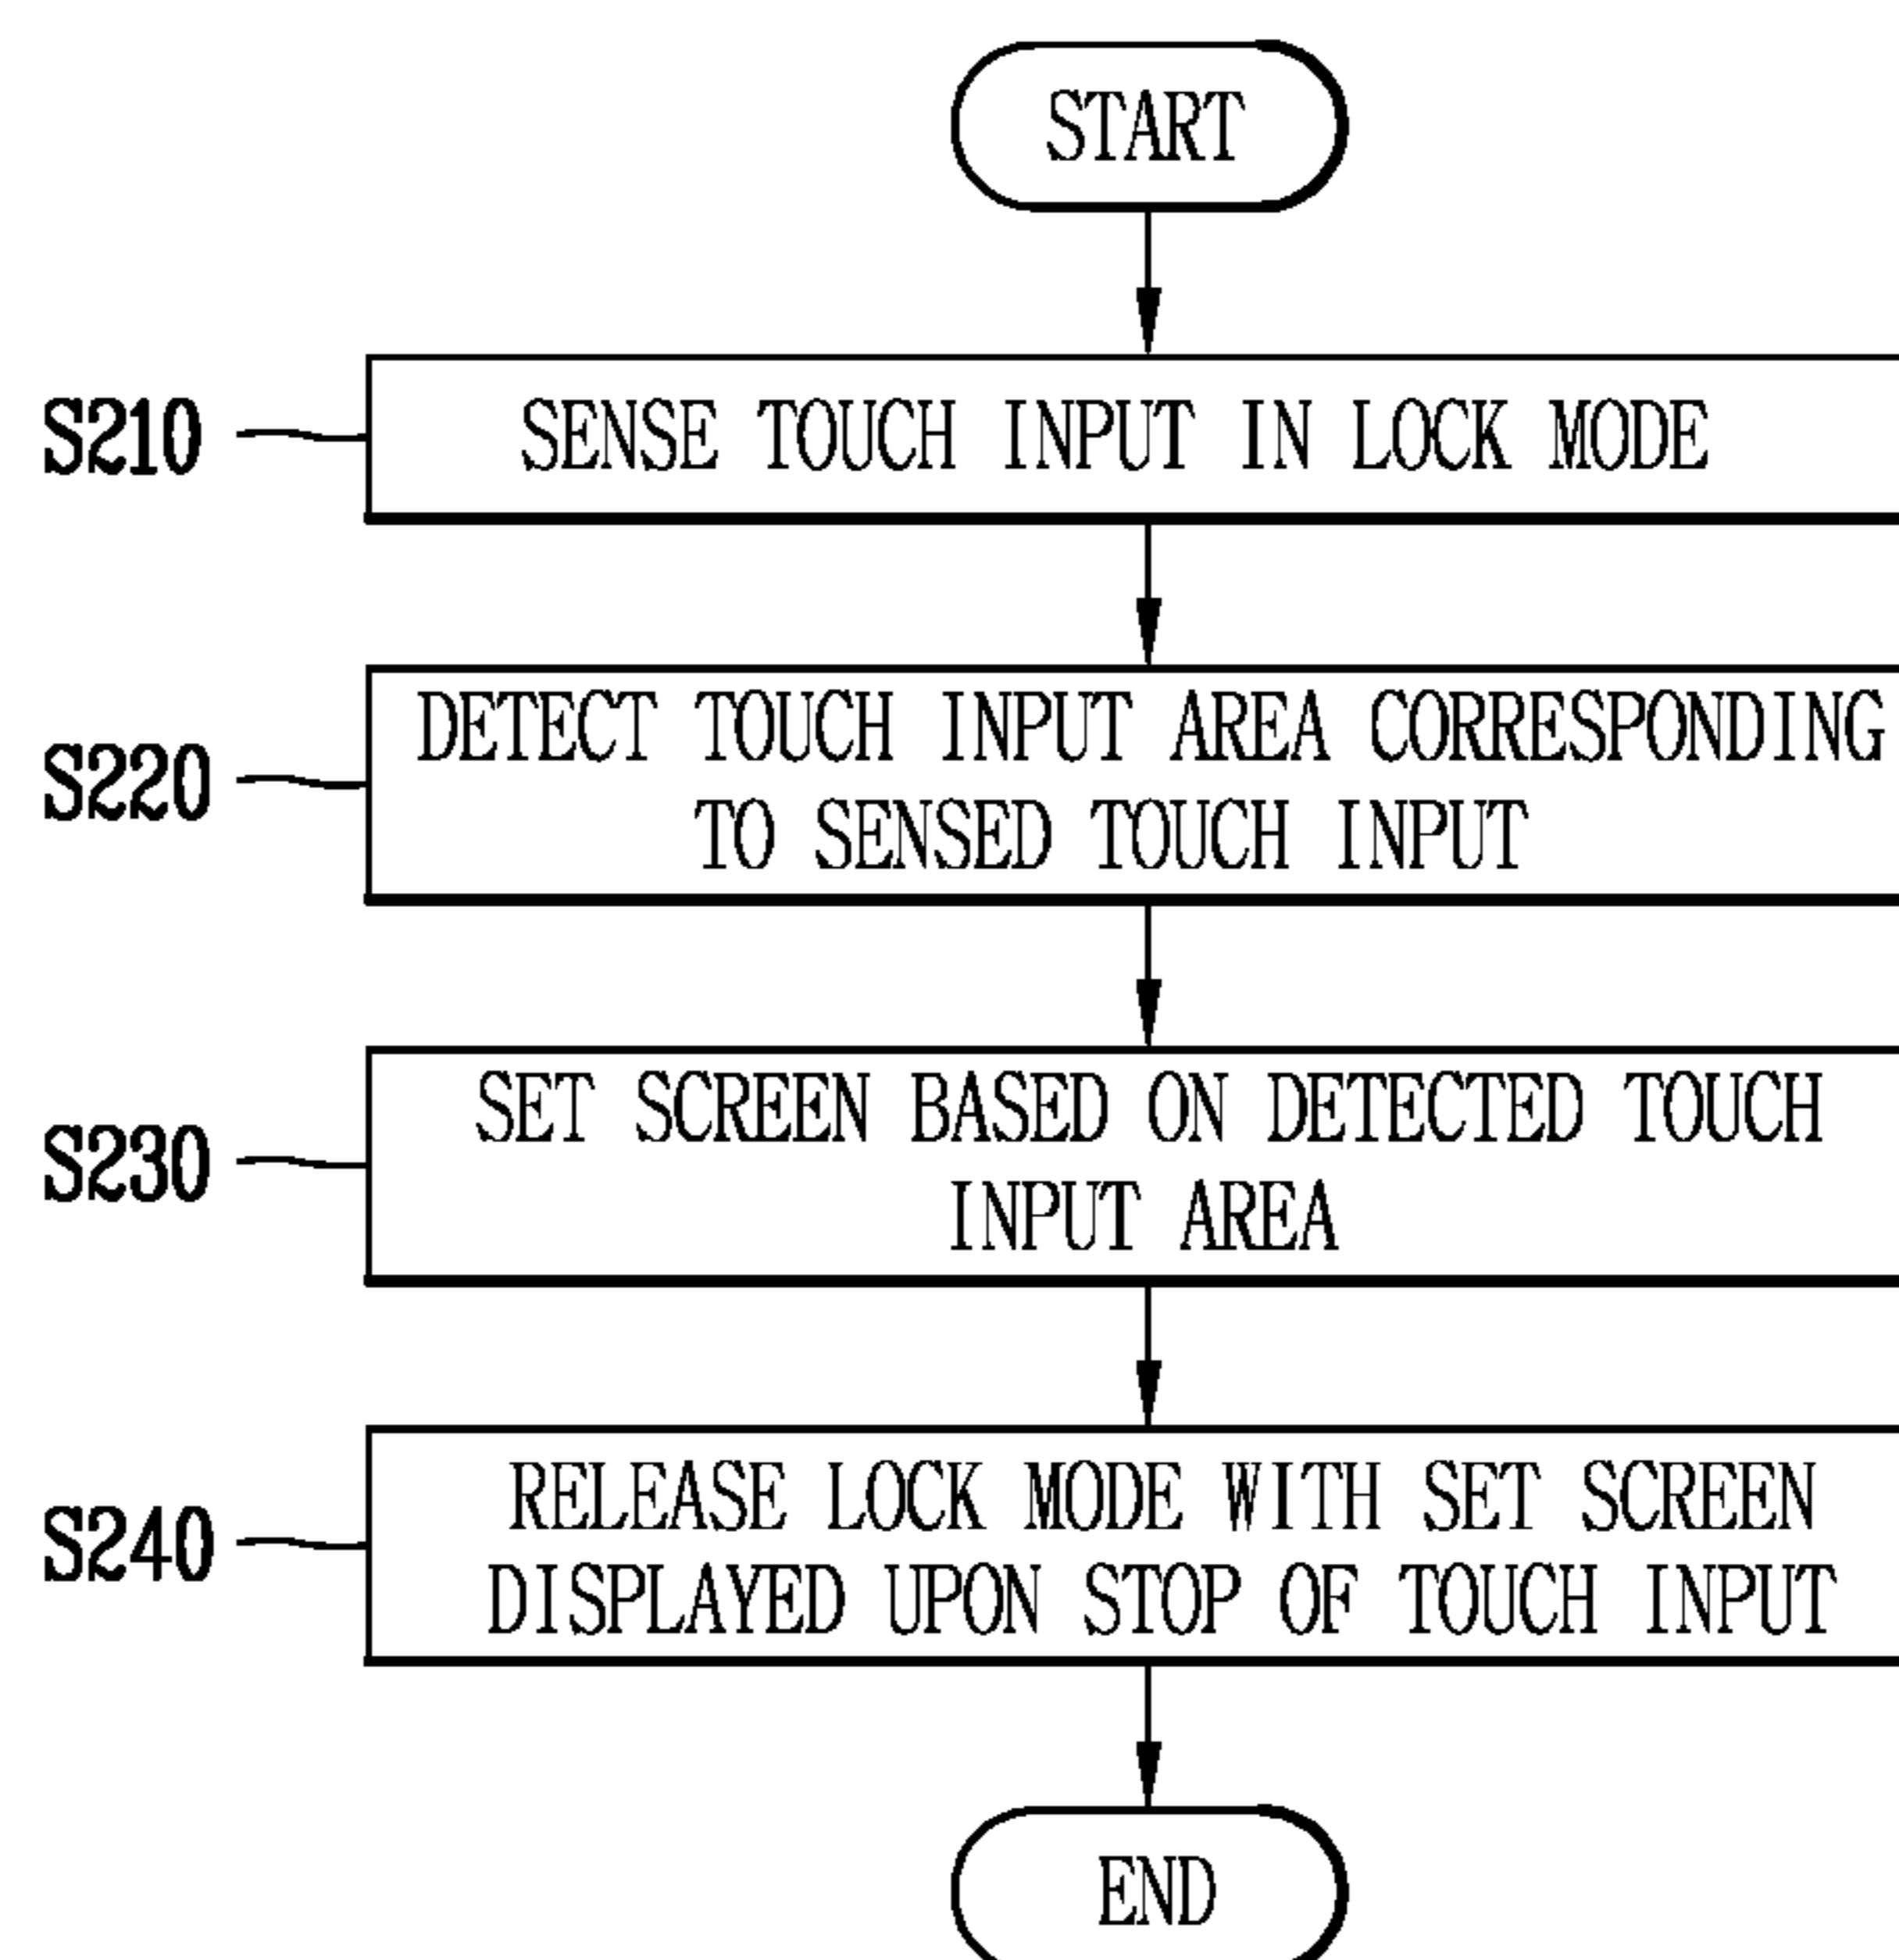 START
S210
SENSE TOUCH INPUT IN LOCK MODE
S220
DETECT TOUCH INPUT AREA CORRESPONDING
TO SENSED TOUCH INPUT
S230
SET SCREEN BASED ON DETECTED TOUCH
INPUT AREA
S240
RELEASE LOCK MODE WITH SET SCREEN
DISPLAYED UPON STOP OF TOUCH INPUT
END